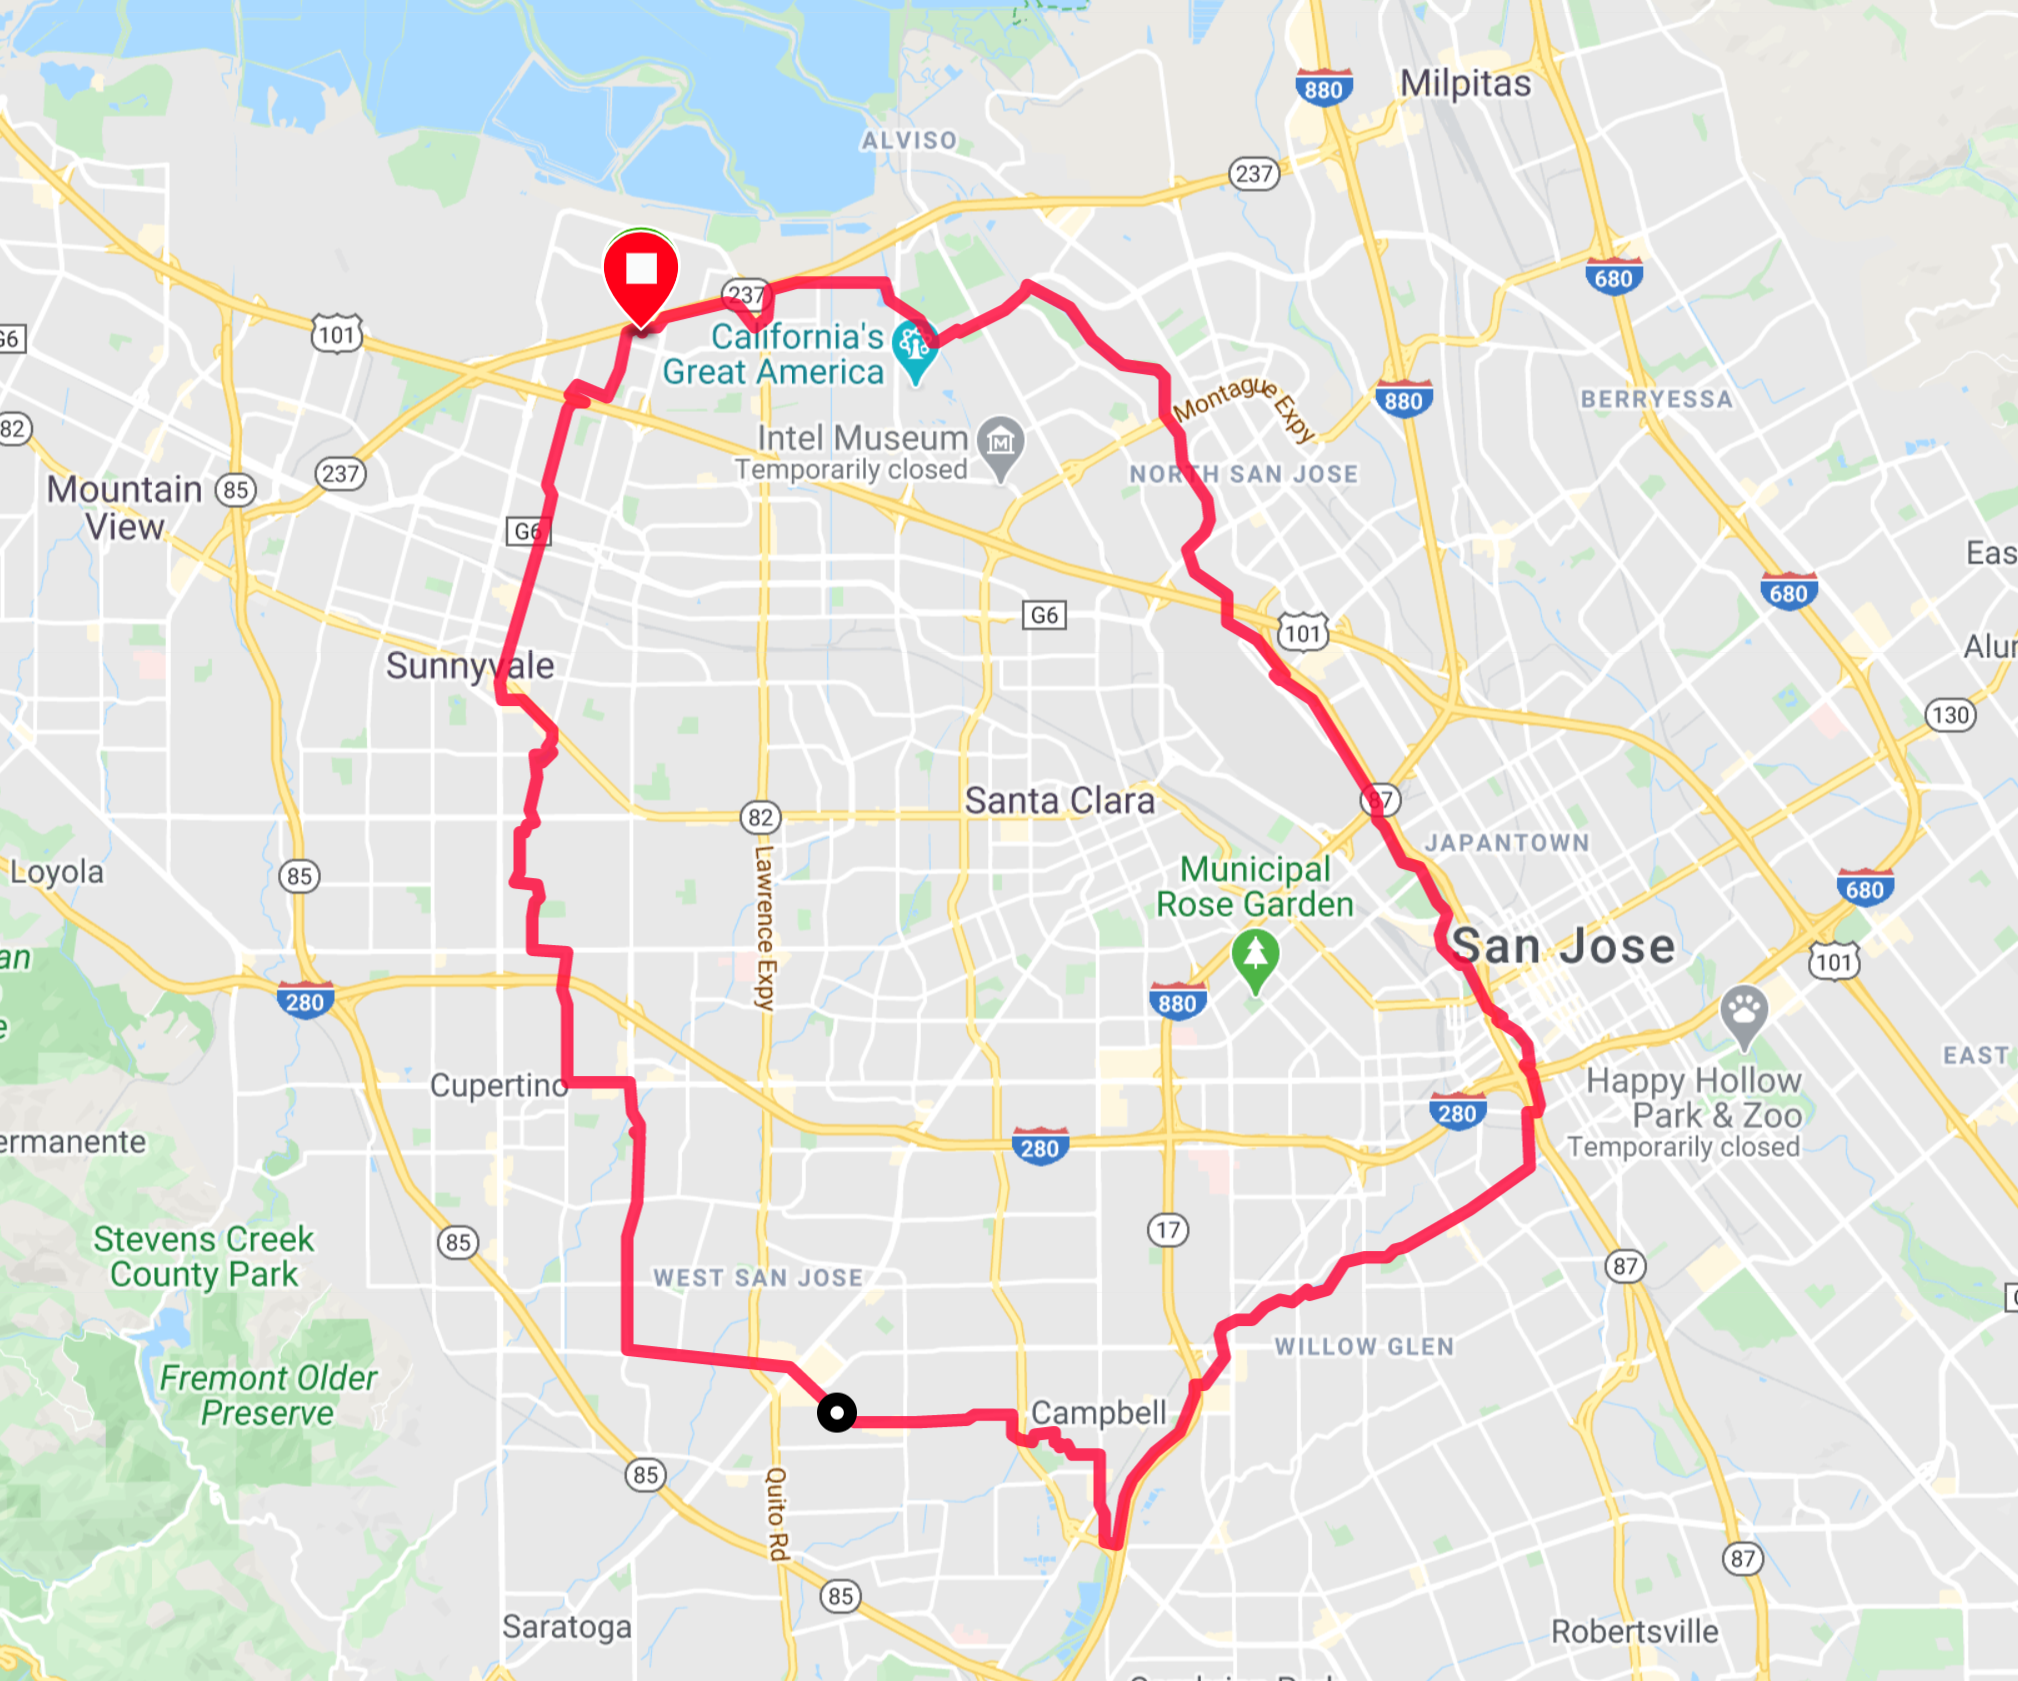 880
Milpitas
ALVISO
237
680
237
101
G6
California's
Great America
880
BERRYESSA
Montague Expy
82
Intel Museum
Temporarily closed
237
NORTH SAN JOSE
Mountain
View
85
G6
680
G6
101
Sunnyvale
130
Santa Clara
87
82
JAPANTOWN
Loyola
85
Municipal
Rose Garden
680
Lawrence Expy
San Jose
101
280
880
EAST
Cupertino
Happy Hollow
Park & Zoo
Temporarily closed
280
280
Stevens Creek
County Park
85
17
87
WEST SAN JOSE
WILLOW GLEN
Fremont Older
Preserve
Campbell
85
Quito Rd
87
85
Saratoga
Robertsville